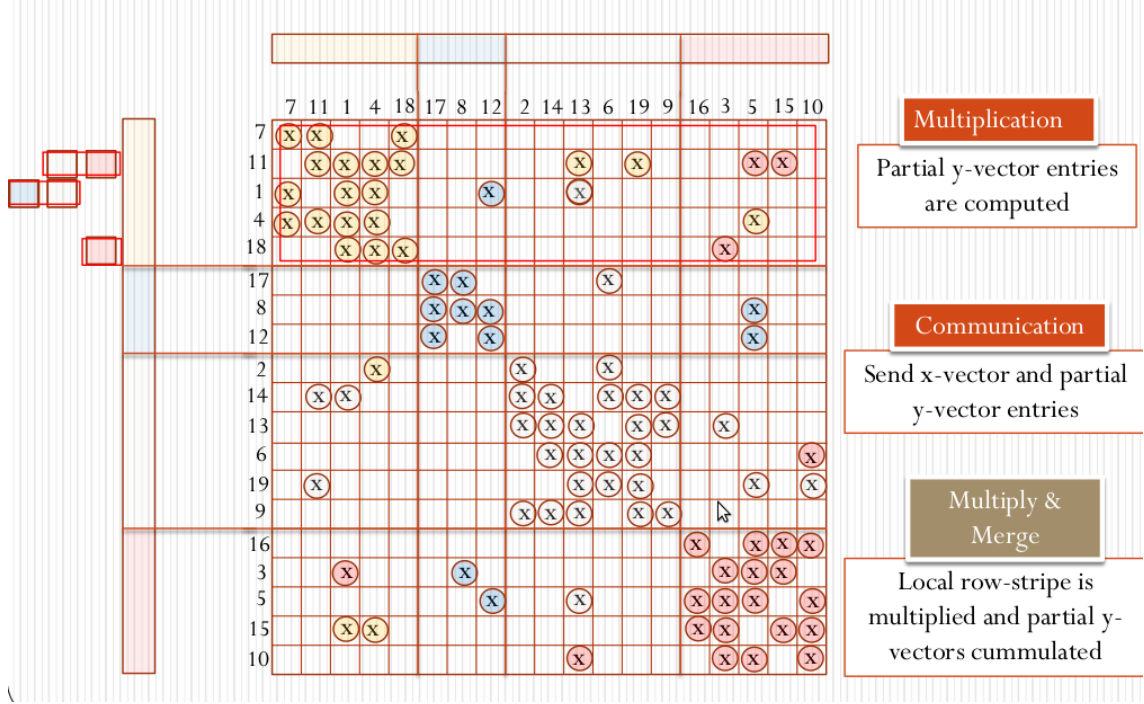 7 11 1 4 18 17 8 12 2 14 13 6 19 9 16 3 5 15 10
Multiplication
Partial y-vector entries
are computed
7 x x x
11 x x x x x x x x
1 x x x x x
4 x x x x x
18 x x x x
17 x x x
8 x x x x
12 x x x
Communication
Send x-vector and partial
y-vector entries
2 x x x
14 x x x x x x x
13 x x x x x x
6 x x x x x
19 x x x x x x
9 x x x x x
Multiply &
Merge
Local row-stripe is
multiplied and partial y-
vectors cummulated
16 x x x x
3 x x x x x
5 x x x x x x
15 x x x x x x
10 x x x x